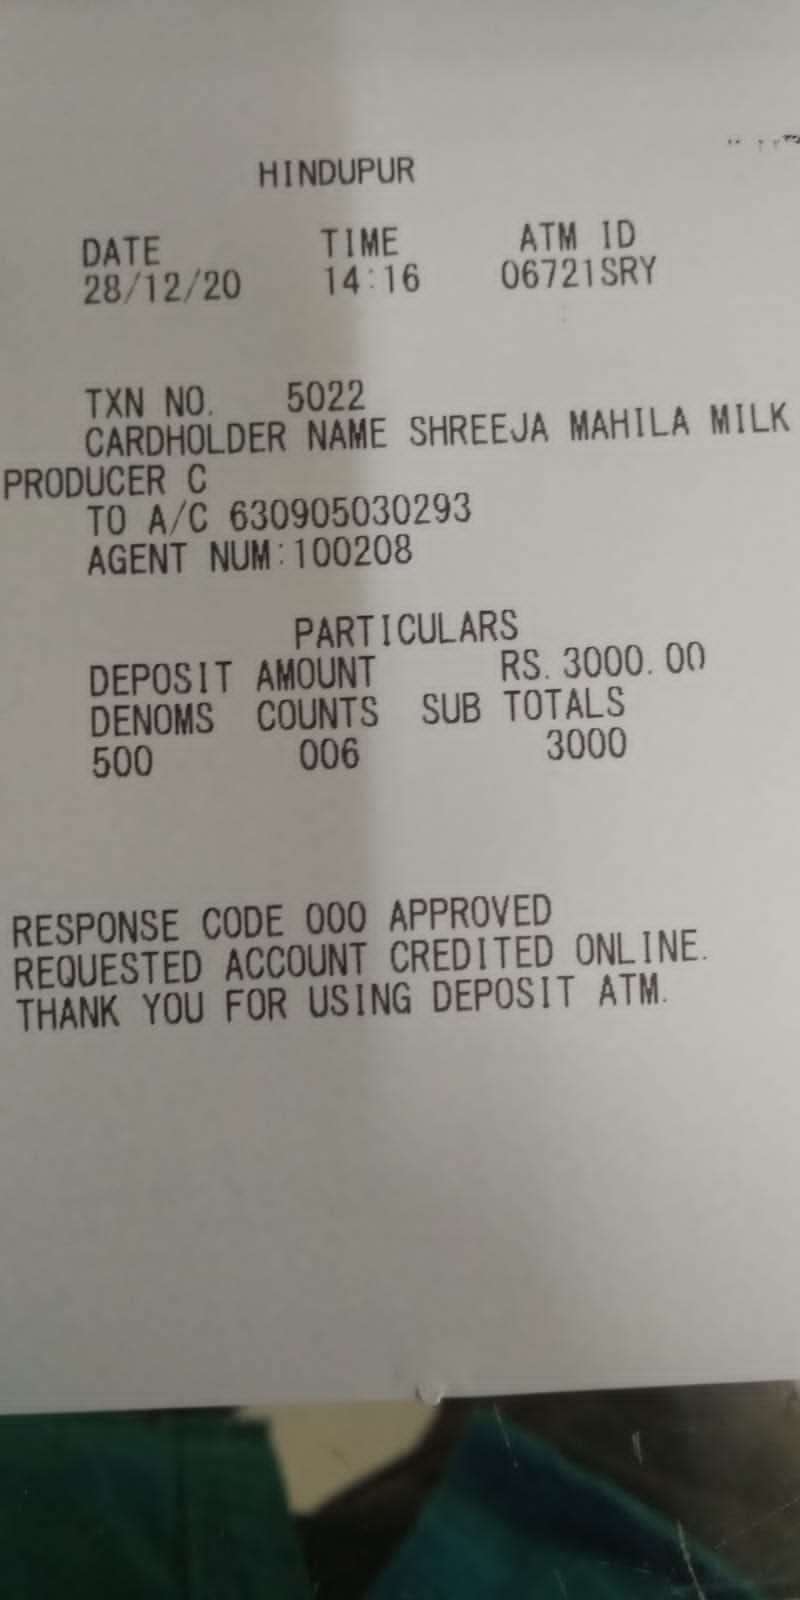 HINDUPUR
DATE TIME ATM ID
28/12/20 14:16 06721SRY
TXN NO. 5022
CARDHOLDER NAME SHREEJA MAHILA MILK
PRODUCER C
TO A/C 630905030293
AGENT NUM:100208
PARTICULARS
DEPOSIT AMOUNT RS.3000.00
DENOMS COUNTS SUB TOTALS
500 006 3000
RESPONSE CODE 000 APPROVED
REQUESTED ACCOUNT CREDITED ONLINE.
THANK YOU FOR USING DEPOSIT ATM.